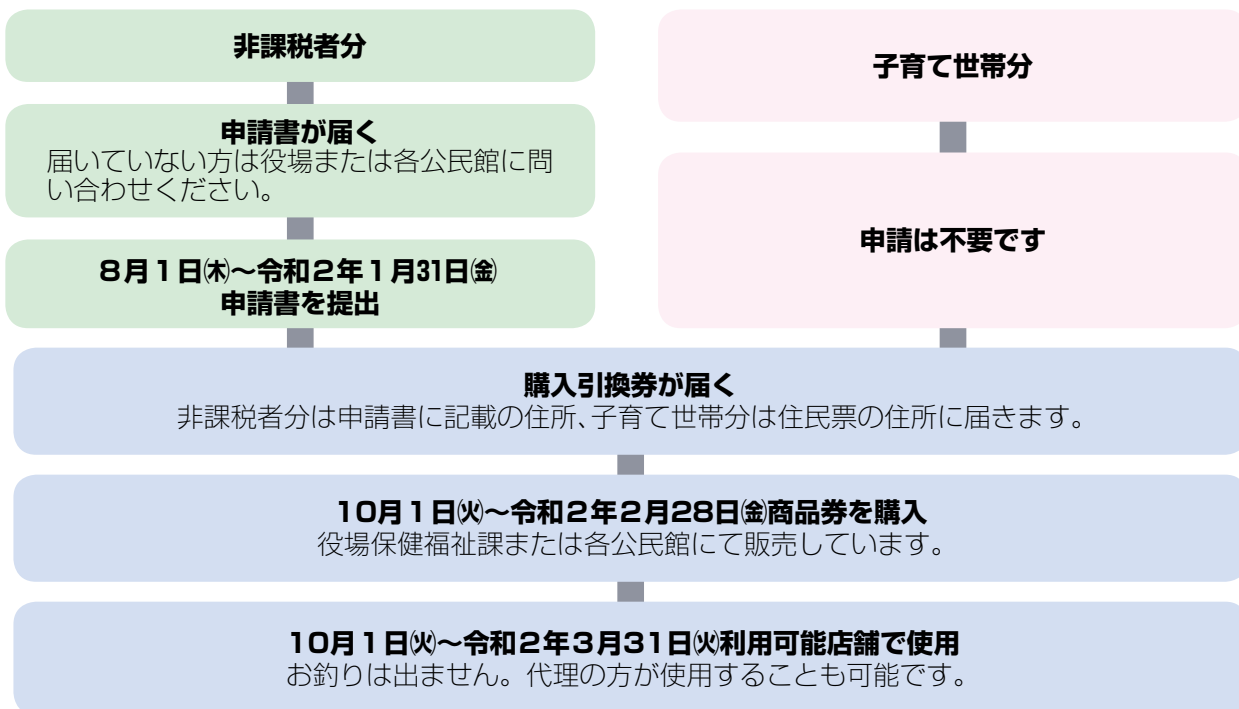 非課税者分
申請書が届く
届いていない方は役場または各公民館に問
い合わせください。
８月１日㈭～令和２年１月31日㈮
申請書を提出
子育て世帯分
申請は不要です
購入引換券が届く
非課税者分は申請書に記載の住所、子育て世帯分は住民票の住所に届きます。
10月１日㈫～令和２年２月28日㈮商品券を購入
役場保健福祉課または各公民館にて販売しています。
10月１日㈫～令和２年３月31日㈫利用可能店舗で使用
お釣りは出ません。代理の方が使用することも可能です。